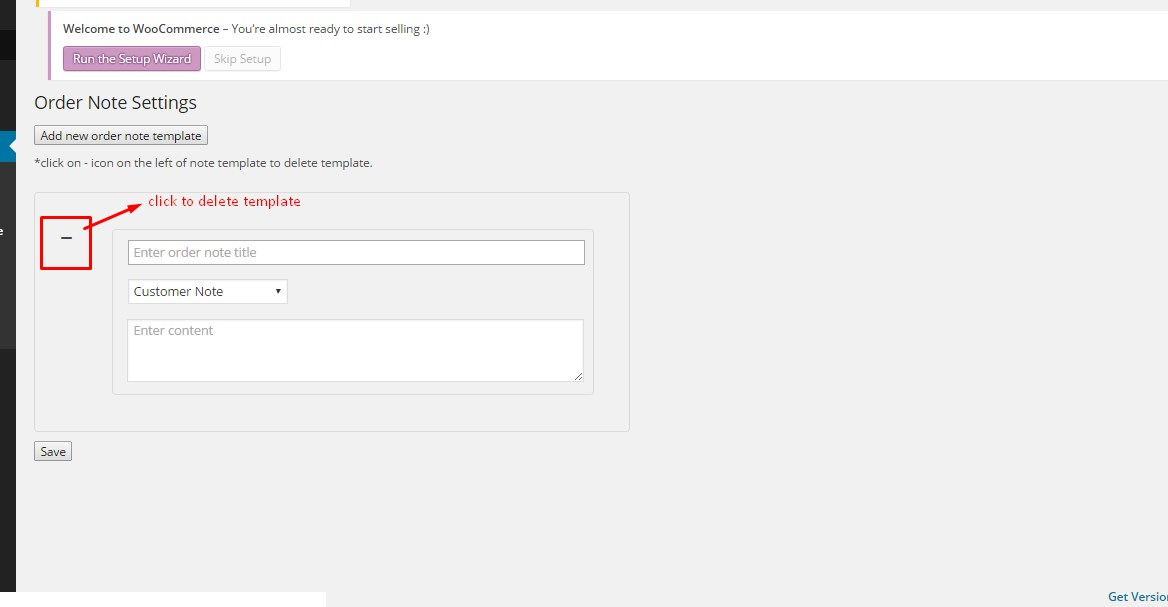 Welcome to WooCommerce – You're almost ready to start selling :)
Run the Setup Wizard Skip Setup
Order Note Settings
Add new order note template
*click on - icon on the left of note template to delete template.
click to delete template
–
Enter order note title
Customer Note
Enter content
Save
Get Versio